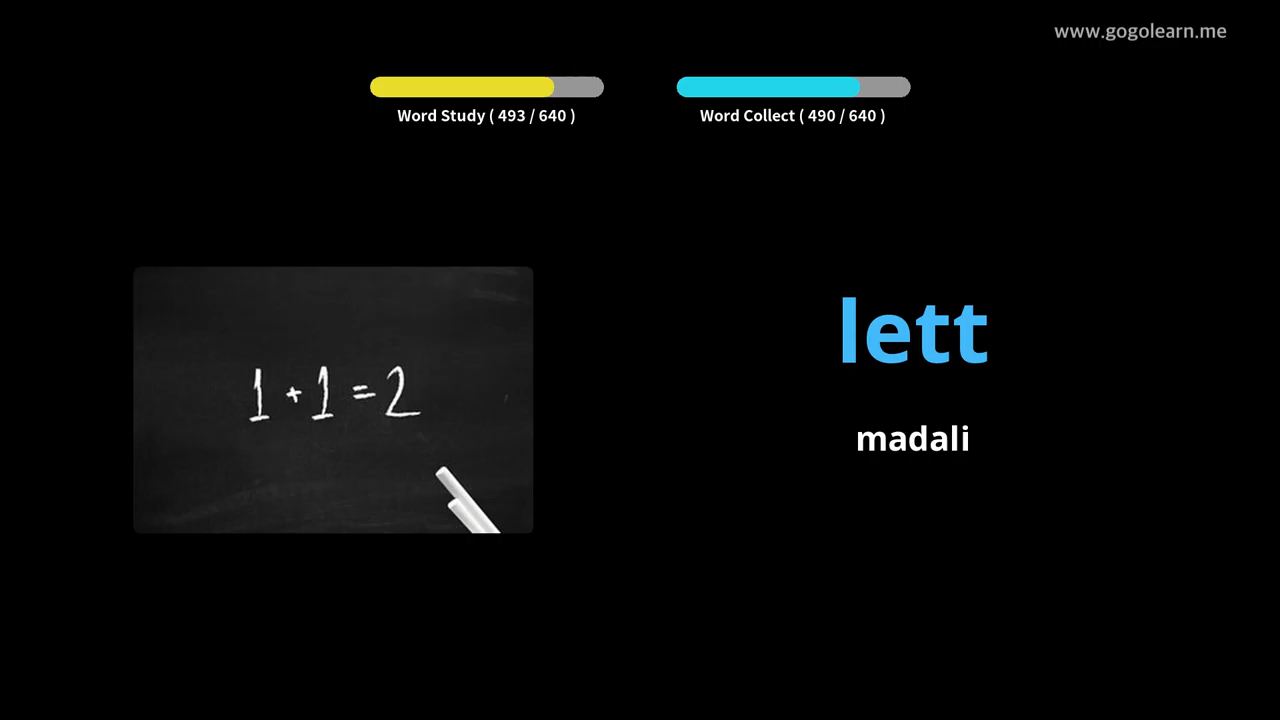 www.gogolearn.me
Word Study ( 493 / 640 )
Word Collect ( 490 / 640 )
lett
1 + 1 = 2
madali